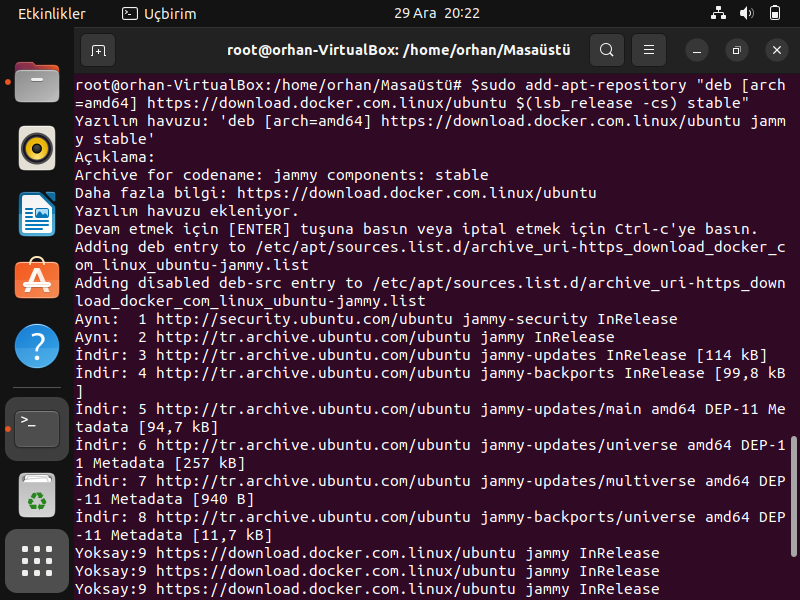 Etkinlikler
Uçbirim
29 Ara 20:22
root@orhan-VirtualBox: /home/orhan/Masaüstü
root@orhan-VirtualBox:/home/orhan/Masaüstü# $sudo add-apt-repository "deb [arch
=amd64] https://download.docker.com.linux/ubuntu $(lsb_release -cs) stable"
Yazılım havuzu: 'deb [arch=amd64] https://download.docker.com.linux/ubuntu jamm
y stable'
Açıklama:
Archive for codename: jammy components: stable
Daha fazla bilgi: https://download.docker.com.linux/ubuntu
Yazılım havuzu ekleniyor.
Devam etmek için [ENTER] tuşuna basın veya iptal etmek için Ctrl-c'ye basın.
Adding deb entry to /etc/apt/sources.list.d/archive_uri-https_download_docker_c
om_linux_ubuntu-jammy.list
Adding disabled deb-src entry to /etc/apt/sources.list.d/archive_uri-https_down
load_docker_com_linux_ubuntu-jammy.list
Aynı:  1 http://security.ubuntu.com/ubuntu jammy-security InRelease
Aynı:  2 http://tr.archive.ubuntu.com/ubuntu jammy InRelease
İndir: 3 http://tr.archive.ubuntu.com/ubuntu jammy-updates InRelease [114 kB]
İndir: 4 http://tr.archive.ubuntu.com/ubuntu jammy-backports InRelease [99,8 kB
]
İndir: 5 http://tr.archive.ubuntu.com/ubuntu jammy-updates/main amd64 DEP-11 Me
tadata [94,7 kB]
İndir: 6 http://tr.archive.ubuntu.com/ubuntu jammy-updates/universe amd64 DEP-1
1 Metadata [257 kB]
İndir: 7 http://tr.archive.ubuntu.com/ubuntu jammy-updates/multiverse amd64 DEP
-11 Metadata [940 B]
İndir: 8 http://tr.archive.ubuntu.com/ubuntu jammy-backports/universe amd64 DEP
-11 Metadata [11,7 kB]
Yoksay:9 https://download.docker.com.linux/ubuntu jammy InRelease
Yoksay:9 https://download.docker.com.linux/ubuntu jammy InRelease
Yoksay:9 https://download.docker.com.linux/ubuntu jammy InRelease